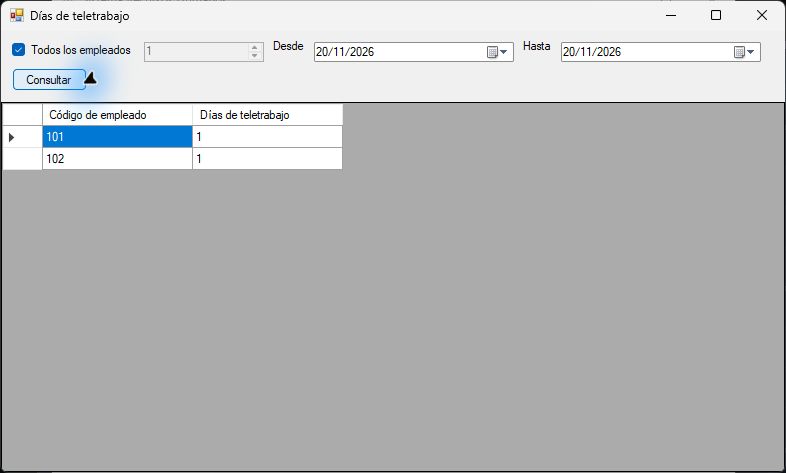 Días de teletrabajo
Todos los empleados 1 Desde 20/11/2026 Hasta 20/11/2026
Consultar
Código de empleado Días de teletrabajo
101 1
102 1